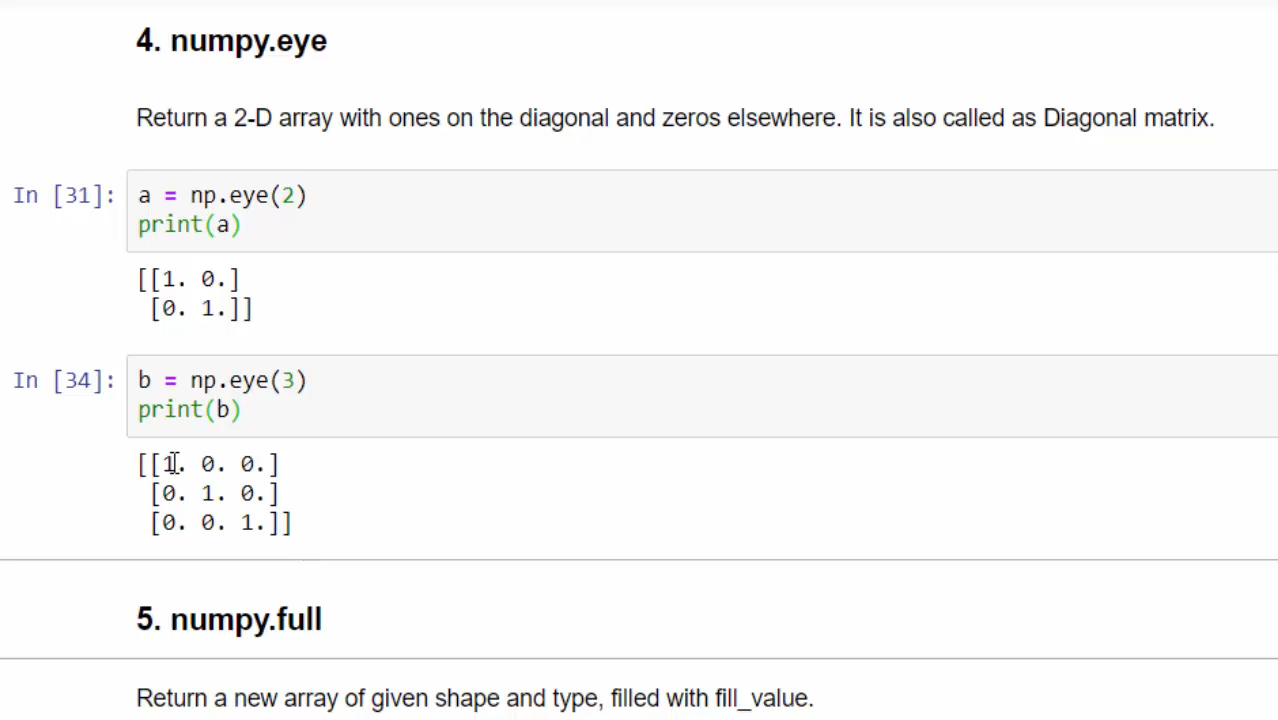 4. numpy.eye
Return a 2-D array with ones on the diagonal and zeros elsewhere. It is also called as Diagonal matrix.
In [31]: a = np.eye(2)
print(a)
[[1. 0.]
 [0. 1.]]
In [34]: b = np.eye(3)
print(b)
[[1. 0. 0.]
 [0. 1. 0.]
 [0. 0. 1.]]
5. numpy.full
Return a new array of given shape and type, filled with fill_value.